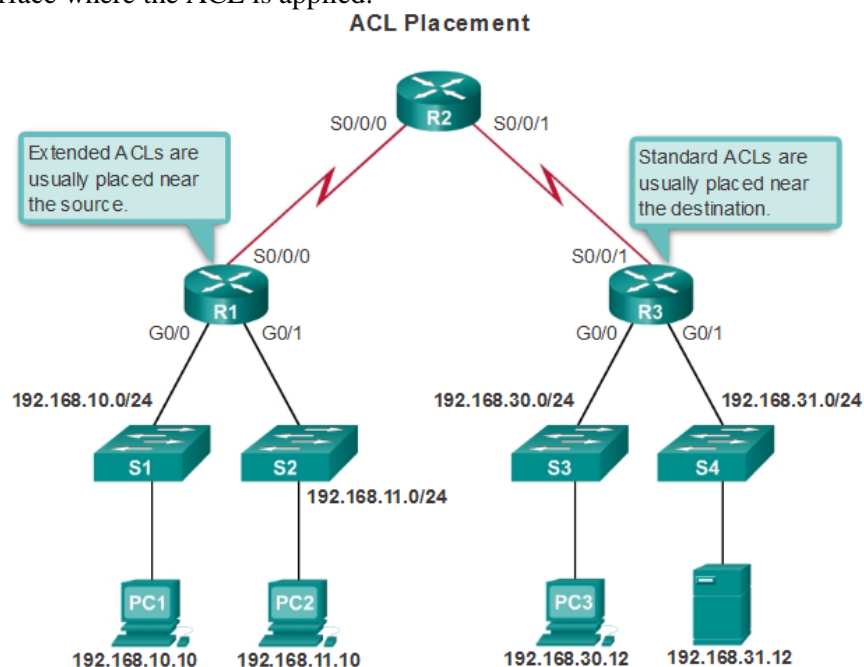 rface where the ACL is applied.
ACL Placement
R2
S0/0/0
S0/0/1
Extended ACLs are
usually placed near
the source.
Standard ACLs are
usually placed near
the destination.
S0/0/0
S0/0/1
R1
R3
G0/0
G0/1
G0/0
G0/1
192.168.10.0/24
192.168.30.0/24
192.168.31.0/24
S1
S2
S3
S4
192.168.11.0/24
PC1
PC2
PC3
192.168.10.10
192.168.11.10
192.168.30.12
192.168.31.12